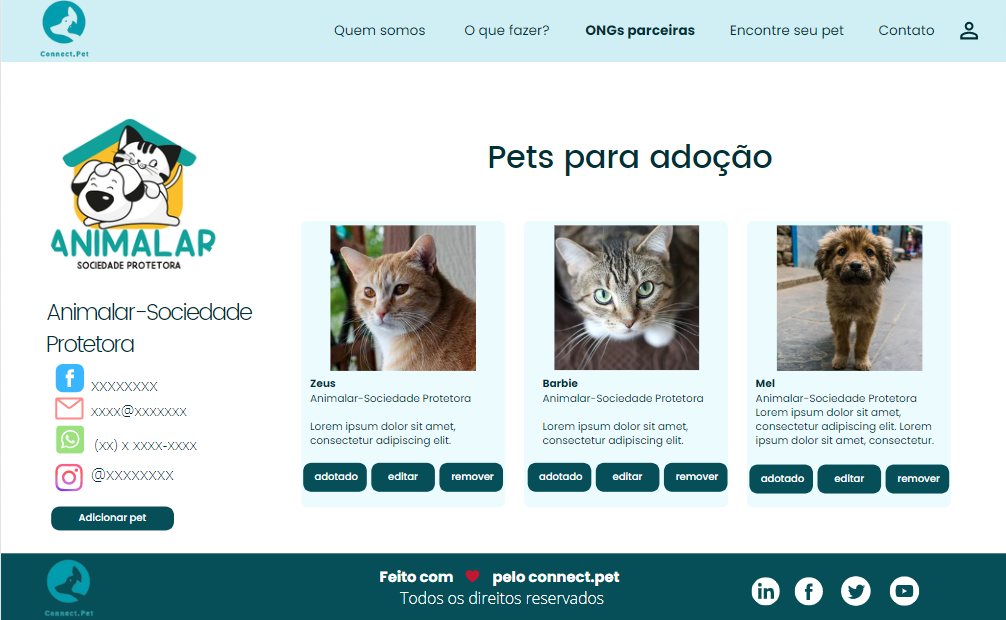 Connect.Pet
Quem somos
O que fazer?
ONGs parceiras
Encontre seu pet
Contato
ANIMALAR
SOCIEDADE PROTETORA
Animalar-Sociedade
Protetora
xxxxxxxx
xxxx@xxxxxxx
(xx) x xxxx-xxxx
@xxxxxxxx
Adicionar pet
Pets para adoção
Zeus
Animalar-Sociedade Protetora
Lorem ipsum dolor sit amet,
consectetur adipiscing elit.
adotado
editar
remover
Barbie
Animalar-Sociedade Protetora
Lorem ipsum dolor sit amet,
consectetur adipiscing elit.
adotado
editar
remover
Mel
Animalar-Sociedade Protetora
Lorem ipsum dolor sit amet,
consectetur adipiscing elit. Lorem
ipsum dolor sit amet, consectetur.
adotado
editar
remover
Connect.Pet
Feito com pelo connect.pet
Todos os direitos reservados